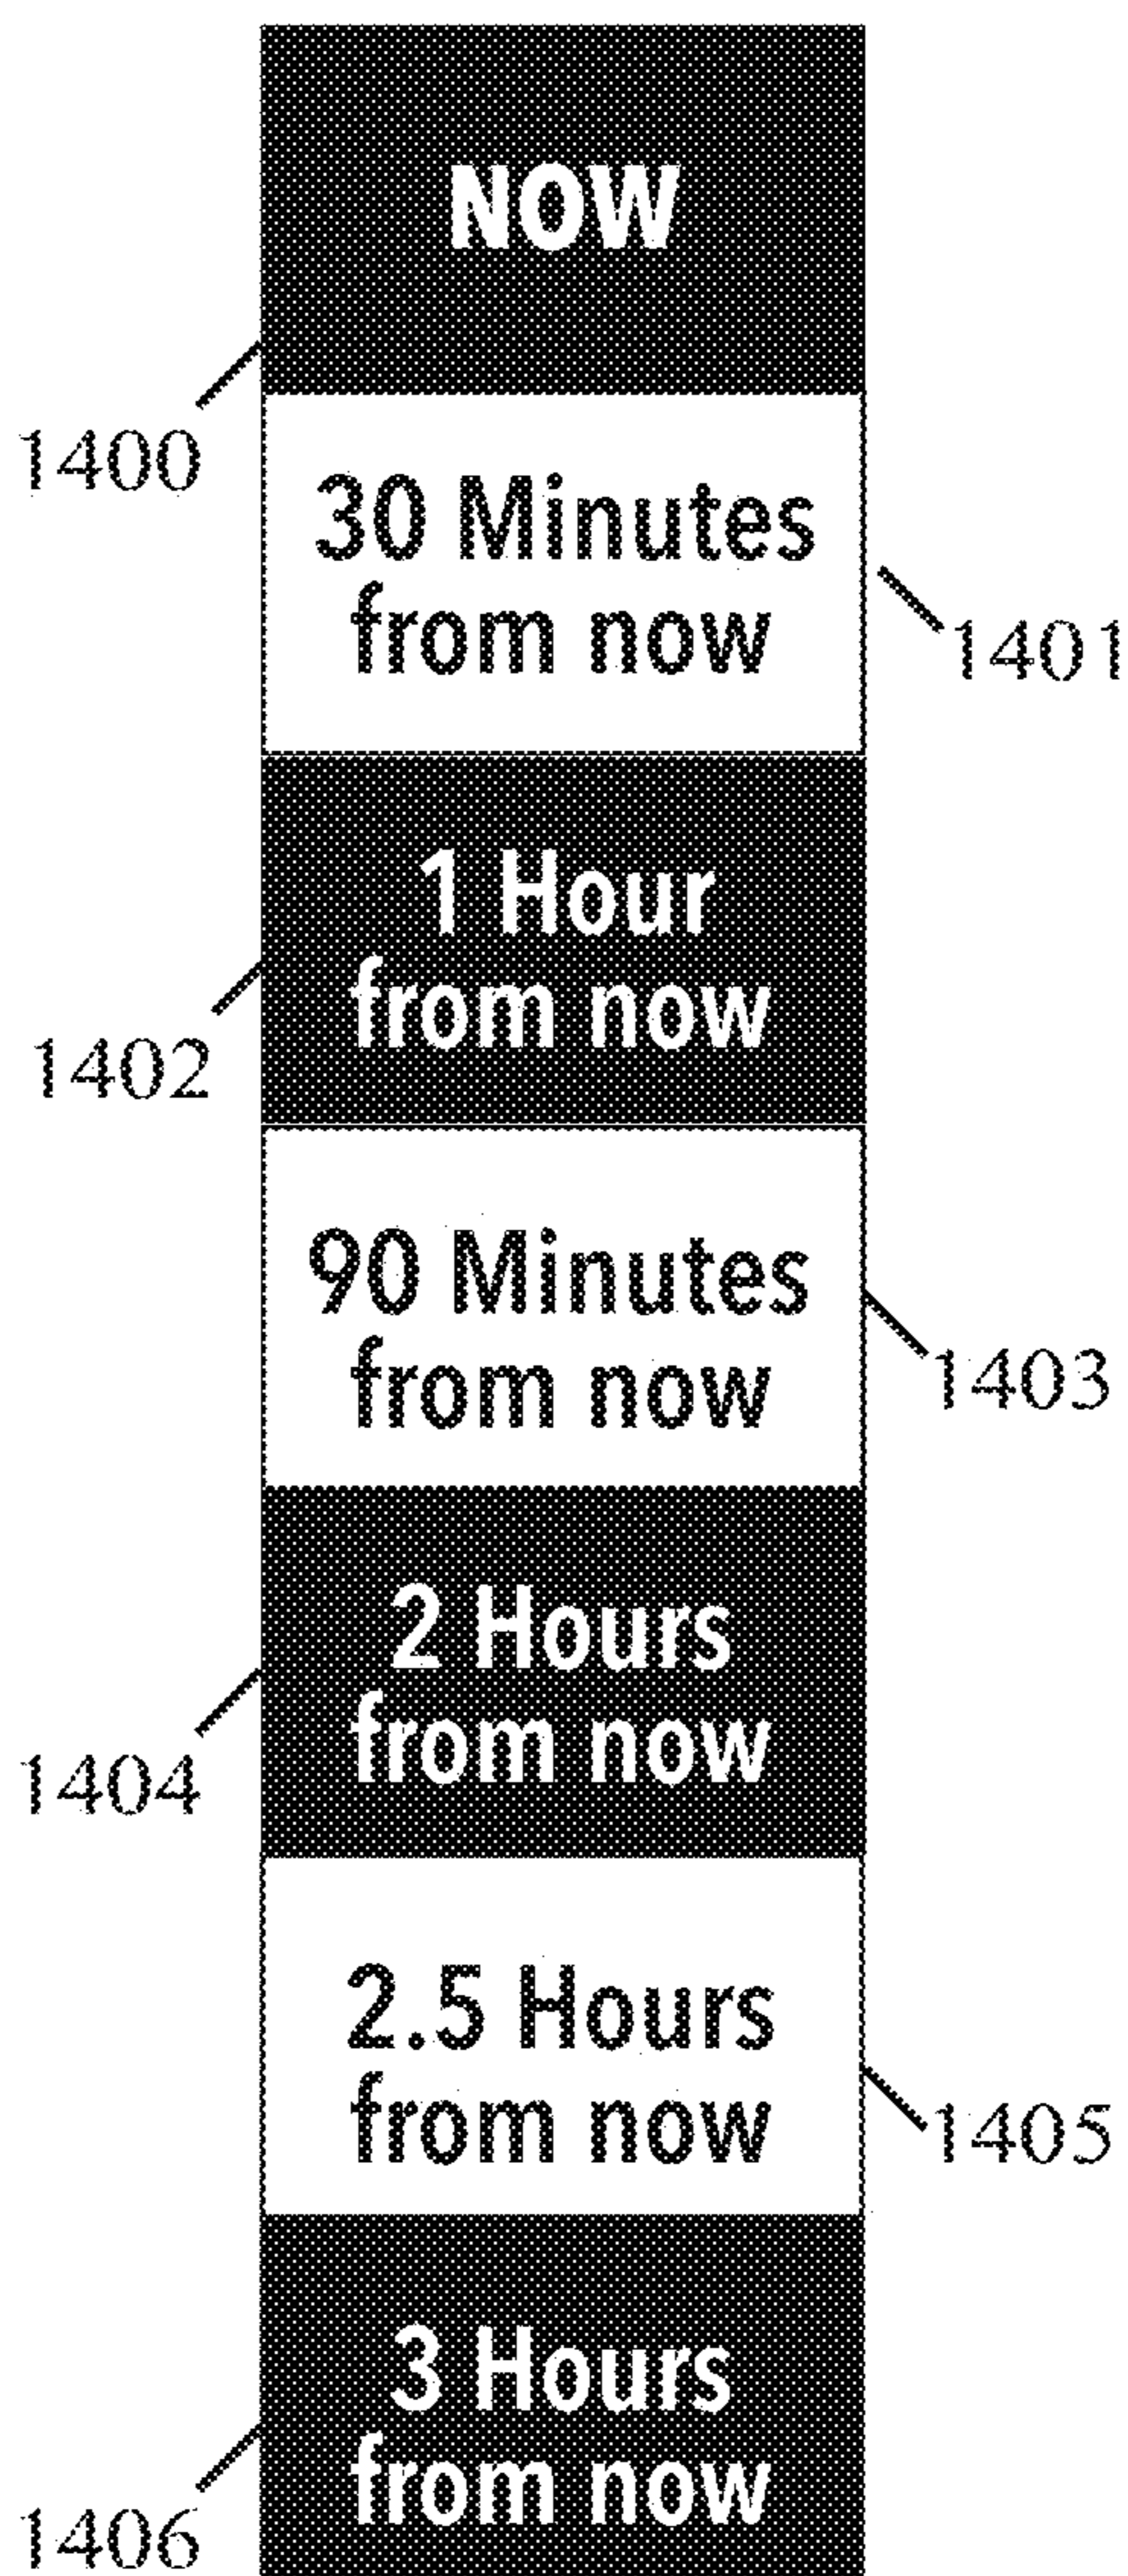 NOW
1400
30 Minutes
from now
1401
1 Hour
from now
1402
90 Minutes
from now
1403
2 Hours
from now
1404
2.5 Hours
from now
1405
3 Hours
from now
1406